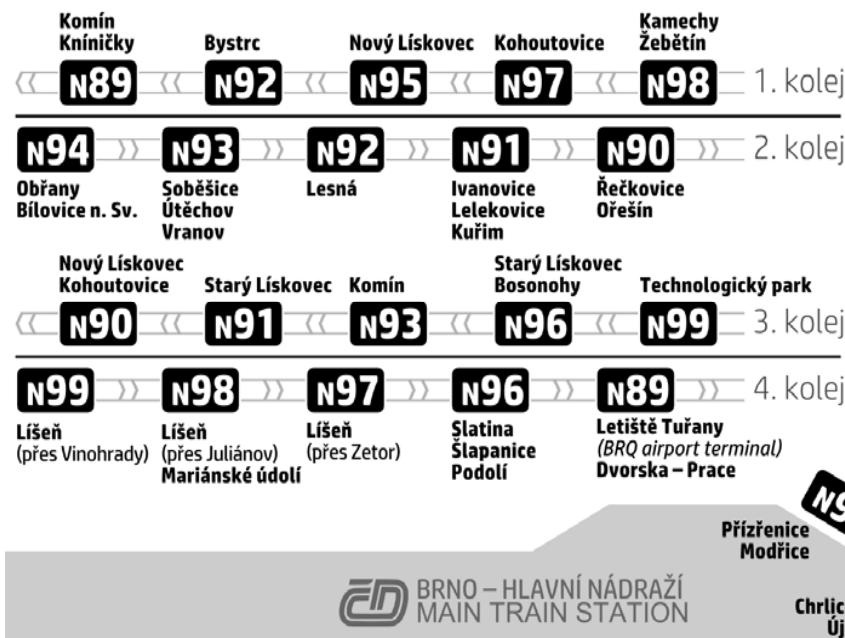 Komín
Kníničky
Bystrc
Nový Lískovec
Kohoutovice
Kamechy
Žebětín
N89 N92 N95 N97 N98 1. kolej
N94 N93 N92 N91 N90 2. kolej
Obřany
Bílovice n. Sv.
Soběšice
Útěchov
Vranov
Lesná
Ivanovice
Lelekovice
Kuřim
Řečkovice
Ořešín
Nový Lískovec
Kohoutovice
Starý Lískovec
Komín
Starý Lískovec
Bosonohy
Technologický park
N90 N91 N93 N96 N99 3. kolej
N99 N98 N97 N96 N89 4. kolej
Líšeň
(přes Vinohrady)
Líšeň
(přes Juliánov)
Mariánské údolí
Líšeň
(přes Zetor)
Slatina
Šlapanice
Podolí
Letiště Tuřany
(BRQ airport terminal)
Dvorska – Prace
Přízřenice
Modřice
ČD BRNO – HLAVNÍ NÁDRAŽÍ
MAIN TRAIN STATION